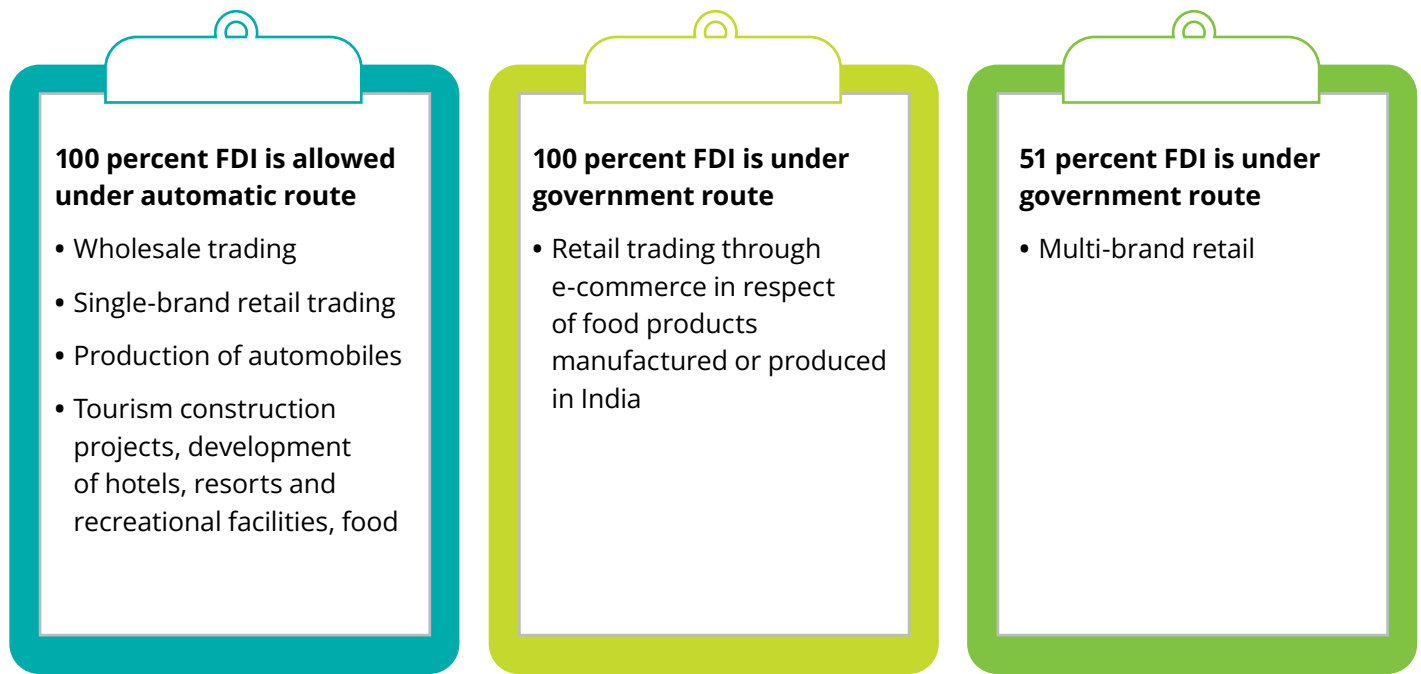 100 percent FDI is allowed
under automatic route
• Wholesale trading
• Single-brand retail trading
• Production of automobiles
• Tourism construction
projects, development
of hotels, resorts and
recreational facilities, food
100 percent FDI is under
government route
• Retail trading through
e-commerce in respect
of food products
manufactured or produced
in India
51 percent FDI is under
government route
• Multi-brand retail